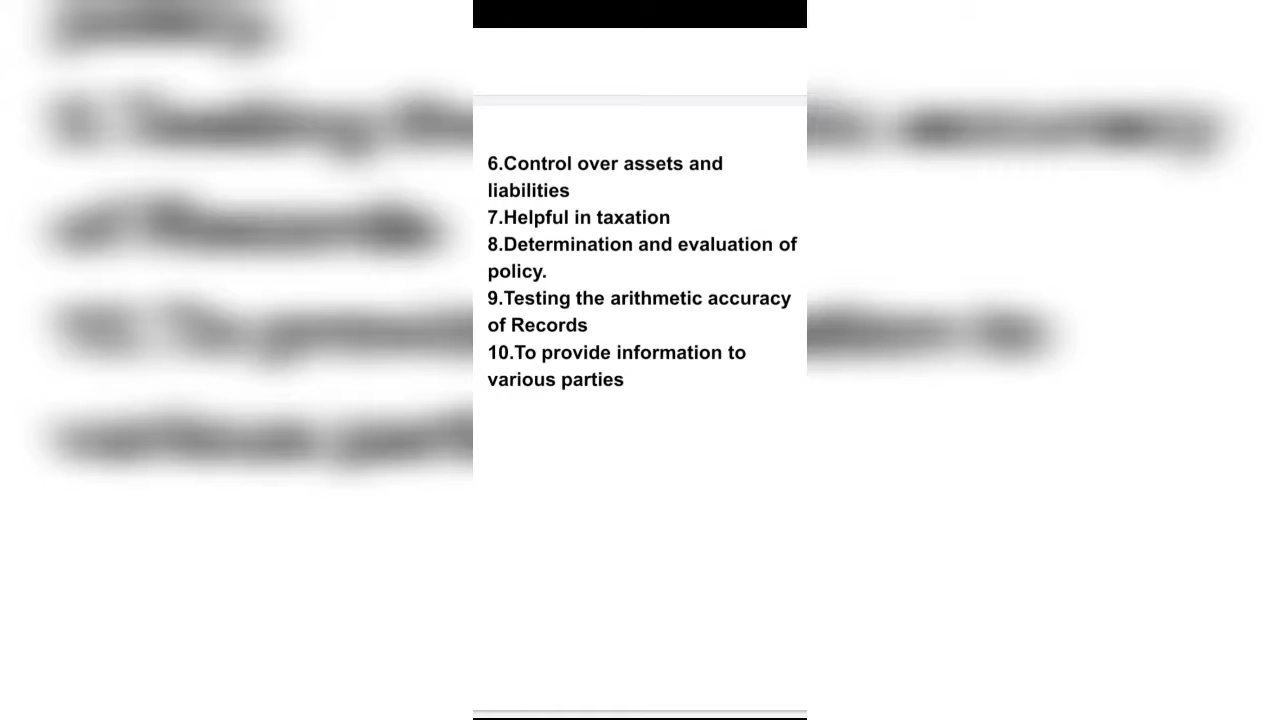 6.Control over assets and
liabilities
7.Helpful in taxation
8.Determination and evaluation of
policy.
9.Testing the arithmetic accuracy
of Records
10.To provide information to
various parties